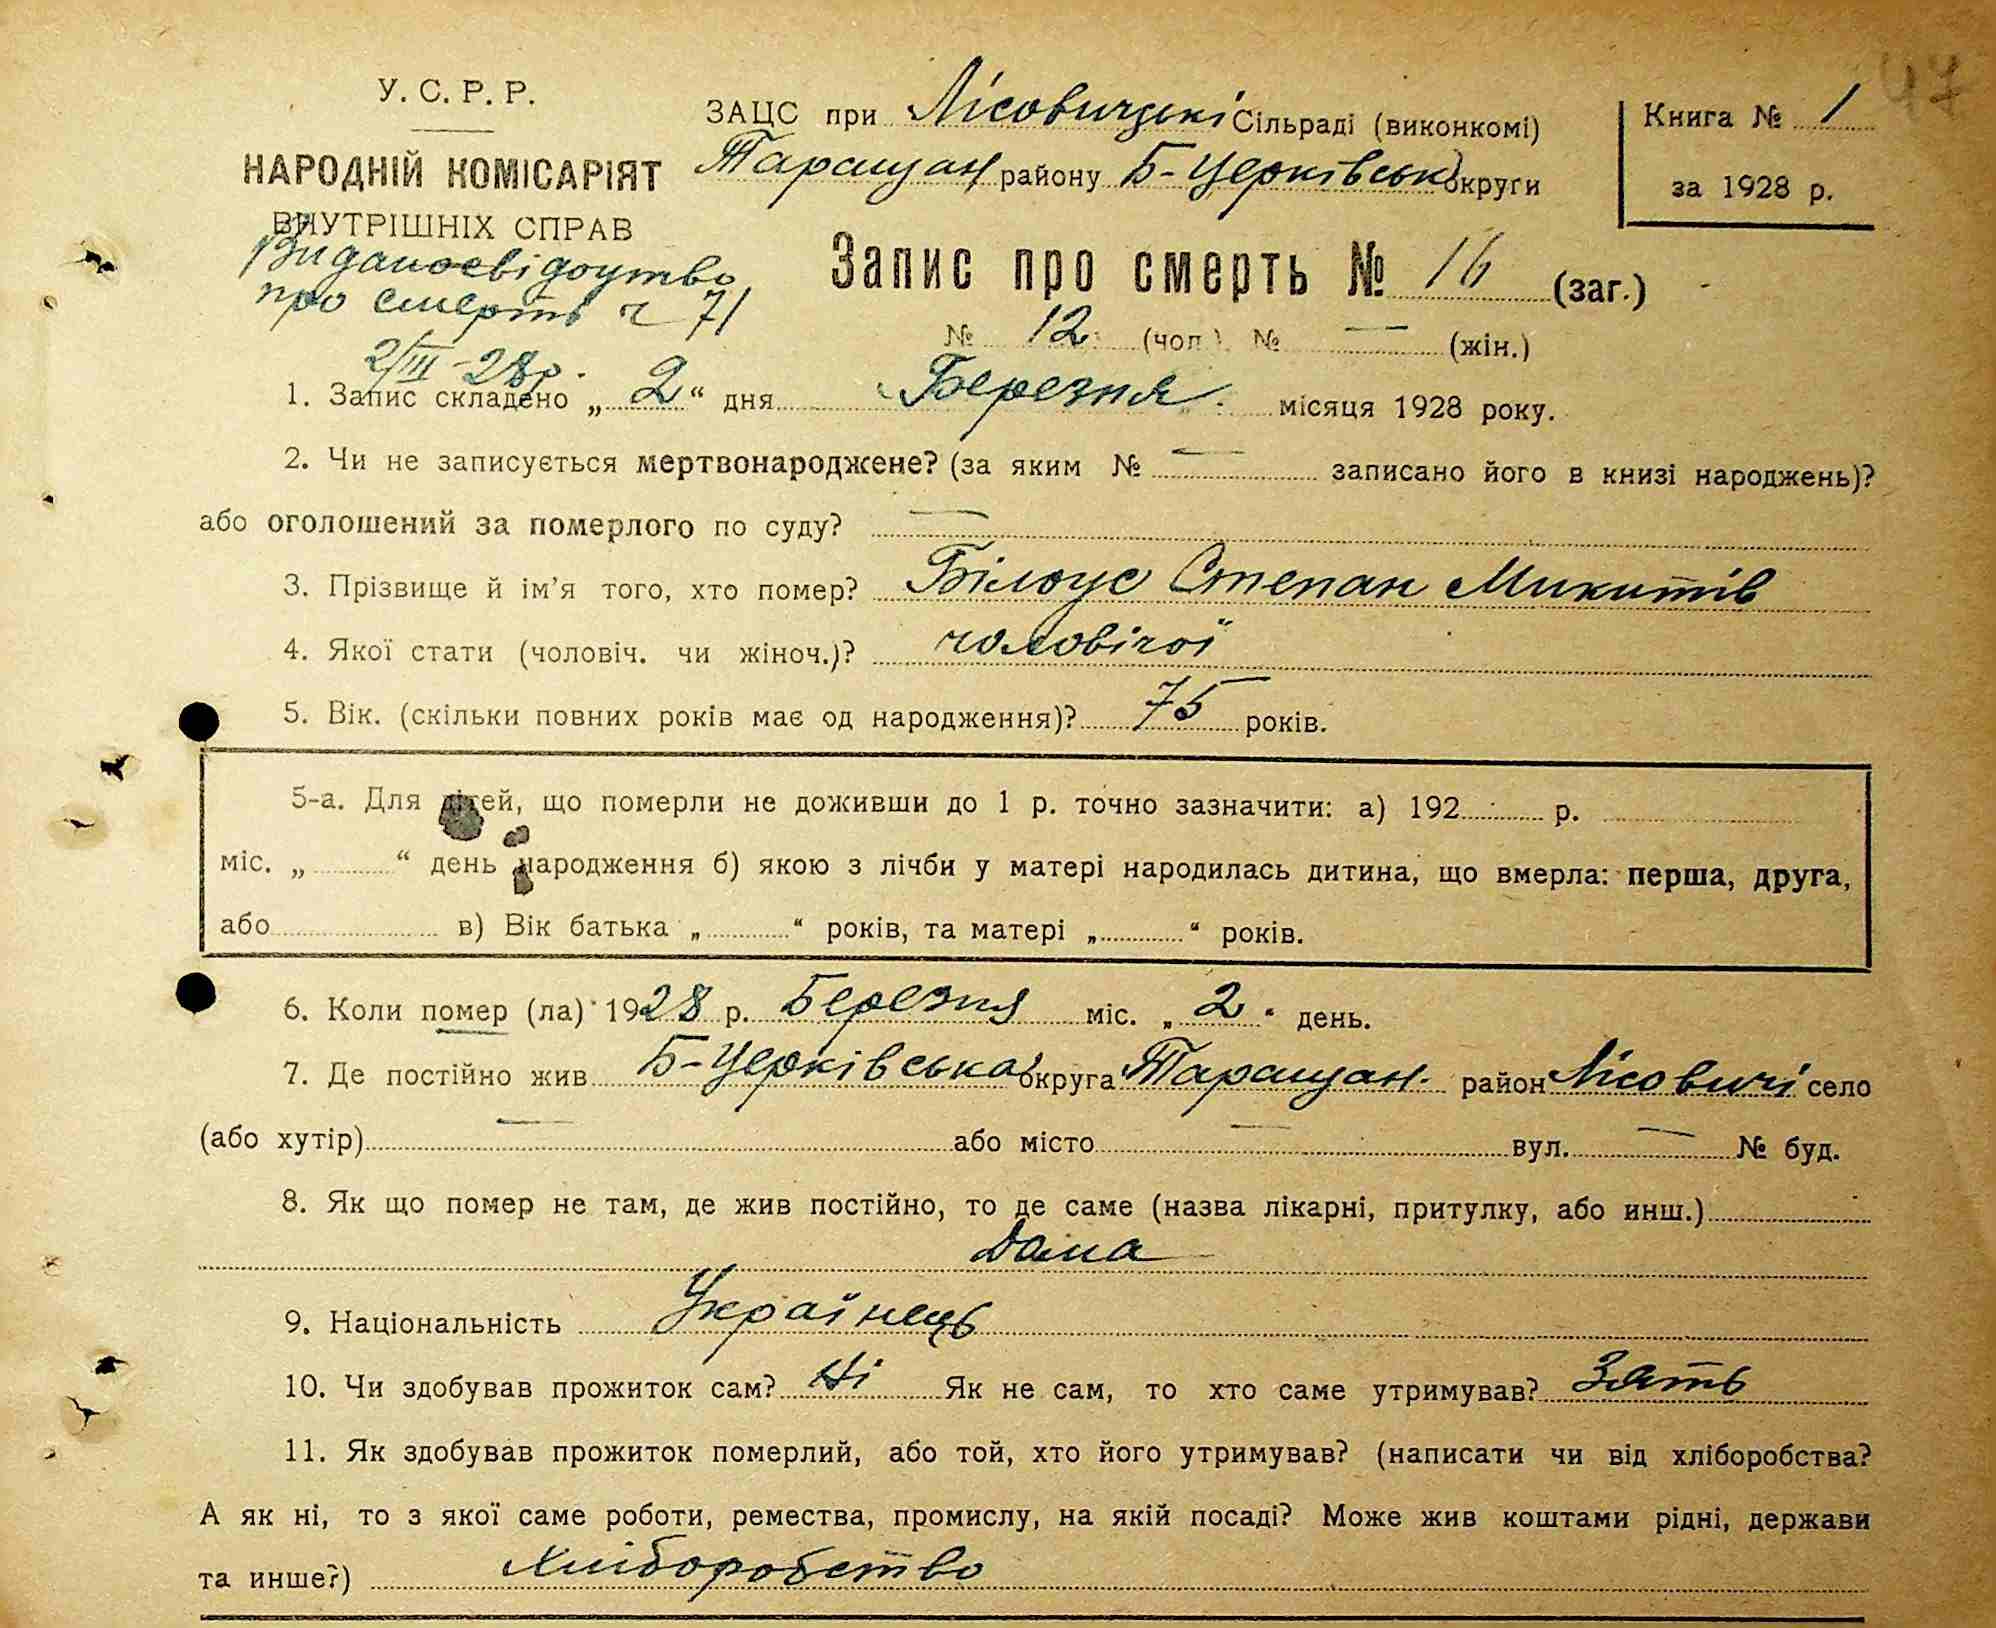 47
У. С. Р. Р.
НАРОДНІЙ КОМІСАРІЯТ
ВНУТРІШНІХ СПРАВ
Видано свідоцтво
про смерть ч 71
2/III-28р.
ЗАЦС при Лісовичській Сільраді (виконкомі)
Таращан району Б-Церківськ округи
Книга № 1
за 1928 р.
Запис про смерть № 16 (заг.)
№ 12 (чол.) № — (жін.)
1. Запис складено „ 2 “ дня Березня місяця 1928 року.
2. Чи не записується мертвонароджене? (за яким № — записано його в книзі народжень)?
або оголошений за померлого по суду? —
3. Прізвище й ім’я того, хто помер? Білоус Степан Микитів
4. Якої стати (чоловіч. чи жіноч.)? чоловічої
5. Вік. (скільки повних років має од народження)? 75 років.
5-а. Для дітей, що померли не доживши до 1 р. точно зазначити: а) 192 р.
міс. „ “ день народження б) якою з лічби у матері народилась дитина, що вмерла: перша, друга,
або в) Вік батька „ “ років, та матері „ “ років.
6. Коли помер (ла) 1928 р. Березня міс. „ 2 “ день.
7. Де постійно жив Б-Церківська округа Таращан. район Лісовичі село
(або хутір) — або місто — вул. — № буд.
8. Як що помер не там, де жив постійно, то де саме (назва лікарні, притулку, або инш.)
Дома
9. Національність Українець
10. Чи здобував прожиток сам? Ні Як не сам, то хто саме утримував? Зять
11. Як здобував прожиток померлий, або той, хто його утримував? (написати чи від хліборобства?
А як ні, то з якої саме роботи, ремества, промислу, на якій посаді? Може жив коштами рідні, держави
та инше?) Хліборобство